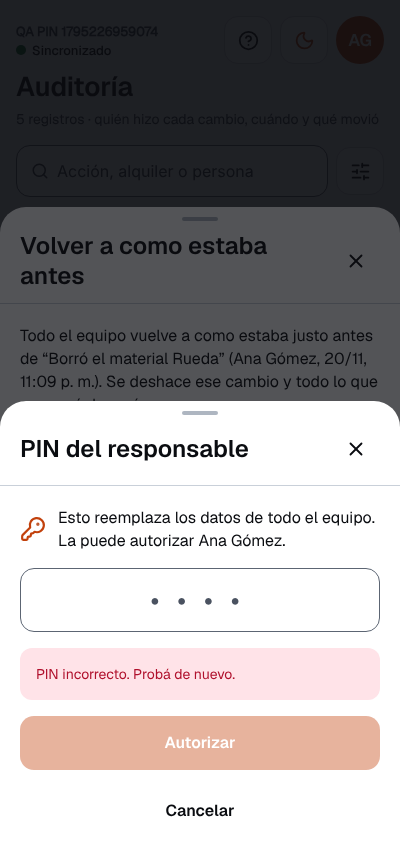 QA PIN 1795226959074
Sincronizado
AG
Auditoría
5 registros · quién hizo cada cambio, cuándo y qué movió
Acción, alquiler o persona
Volver a como estaba
antes
Todo el equipo vuelve a como estaba justo antes
de “Borró el material Rueda” (Ana Gómez, 20/11,
11:09 p. m.). Se deshace ese cambio y todo lo que
PIN del responsable
Esto reemplaza los datos de todo el equipo.
La puede autorizar Ana Gómez.
PIN incorrecto. Probá de nuevo.
Autorizar
Cancelar